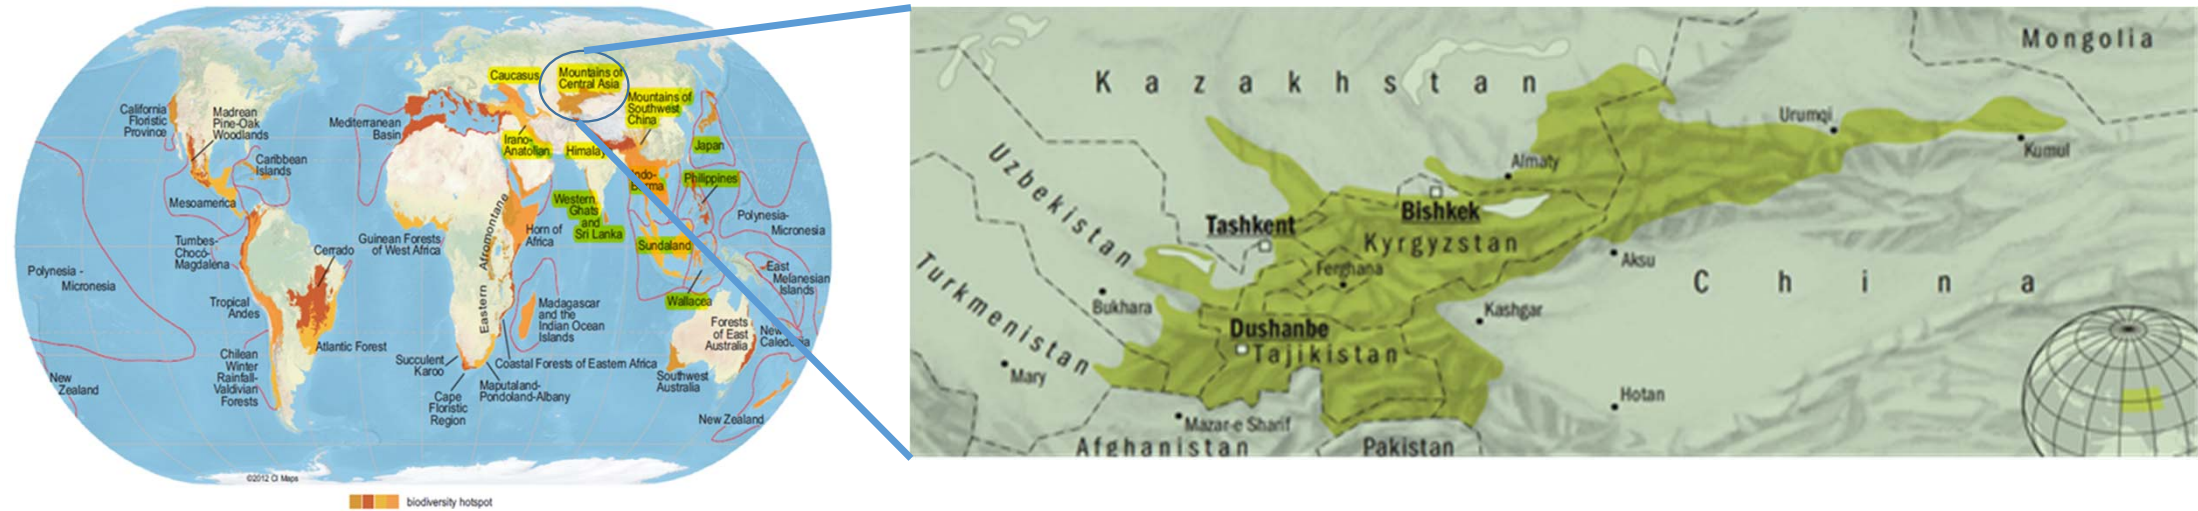 California
Floristic
Province
Madrean
Pine-Oak
Woodlands
Caribbean
Islands
Mesoamerica
Tumbes-
Chocó-
Magdalena
Cerrado
Polynesia -
Micronesia
Tropical
Andes
Atlantic Forest
Chilean
Winter
Rainfall-
Valdivian
Forests
New
Zealand
Mediterranean
Basin
Caucasus
Mountains of
Central Asia
Mountains of
Southwest
China
Irano-
Anatolian
Himalay
Japan
Indo-
Burma
Philippines
Western
Ghats
and
Sri Lanka
Sundaland
Wallacea
Polynesia-
Micronesia
East
Melanesian
Islands
Guinean Forests
of West Africa
Eastern Afromontane
Horn of
Africa
Madagascar
and the
Indian Ocean
Islands
Coastal Forests of Eastern Africa
Succulent
Karoo
Cape
Floristic
Region
Maputaland-
Pondoland-Albany
Forests
of East
Australia
New
Caledonia
Southwest
Australia
New Zealand
©2012 CI Maps
biodiversity hotspot
Mongolia
Kazakhstan
Urumqi
Kumul
Almaty
Uzbekistan
Bishkek
Tashkent
Kyrgyzstan
Ferghana
Aksu
China
Turkmenistan
Bukhara
Kashgar
Dushanbe
Tajikistan
Mary
Hotan
Mazar-e Sharif
Afghanistan
Pakistan